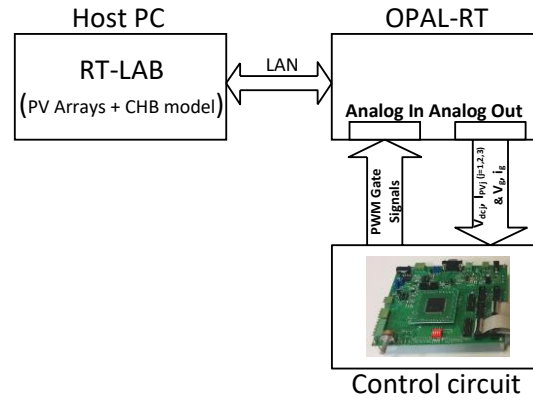 Host PC
OPAL-RT
RT-LAB
(PV Arrays + CHB model)
LAN
Analog In Analog Out
PWM Gate
Signals
Vdcj, IPVj (j=1,2,3)
& Vg, ig
Control circuit